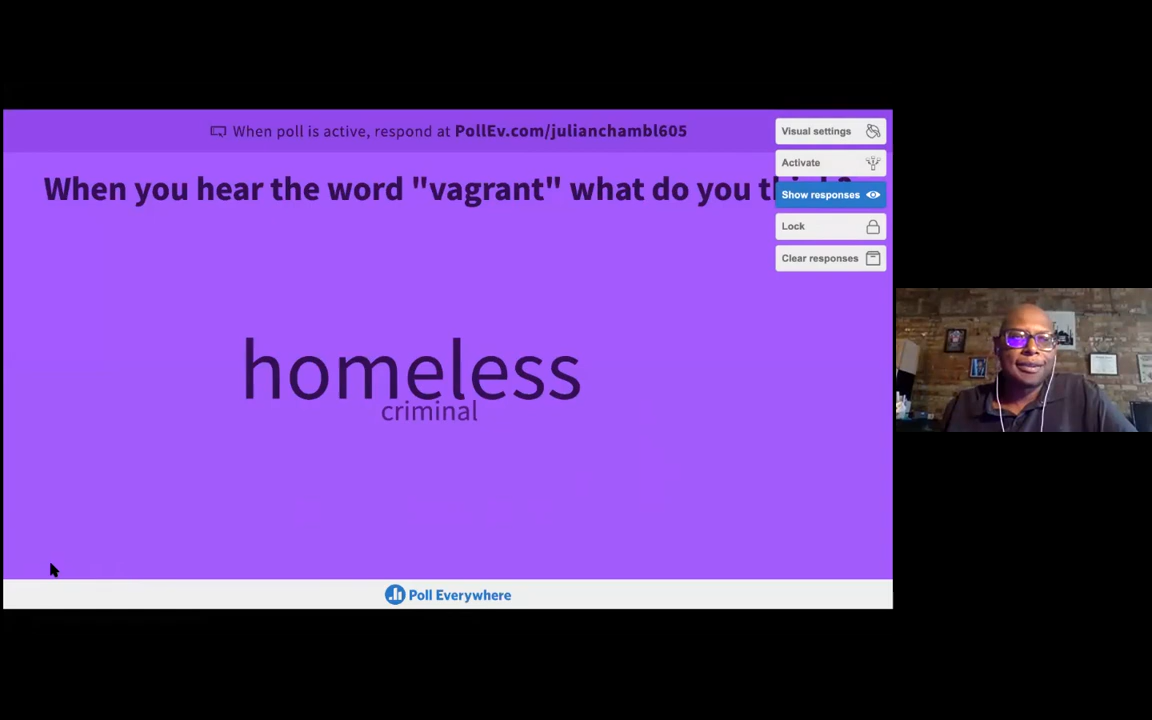 When poll is active, respond at PollEv.com/julianchambl605
When you hear the word "vagrant" what do you
Visual settings
Activate
Show responses
Lock
Clear responses
homeless
criminal
Poll Everywhere